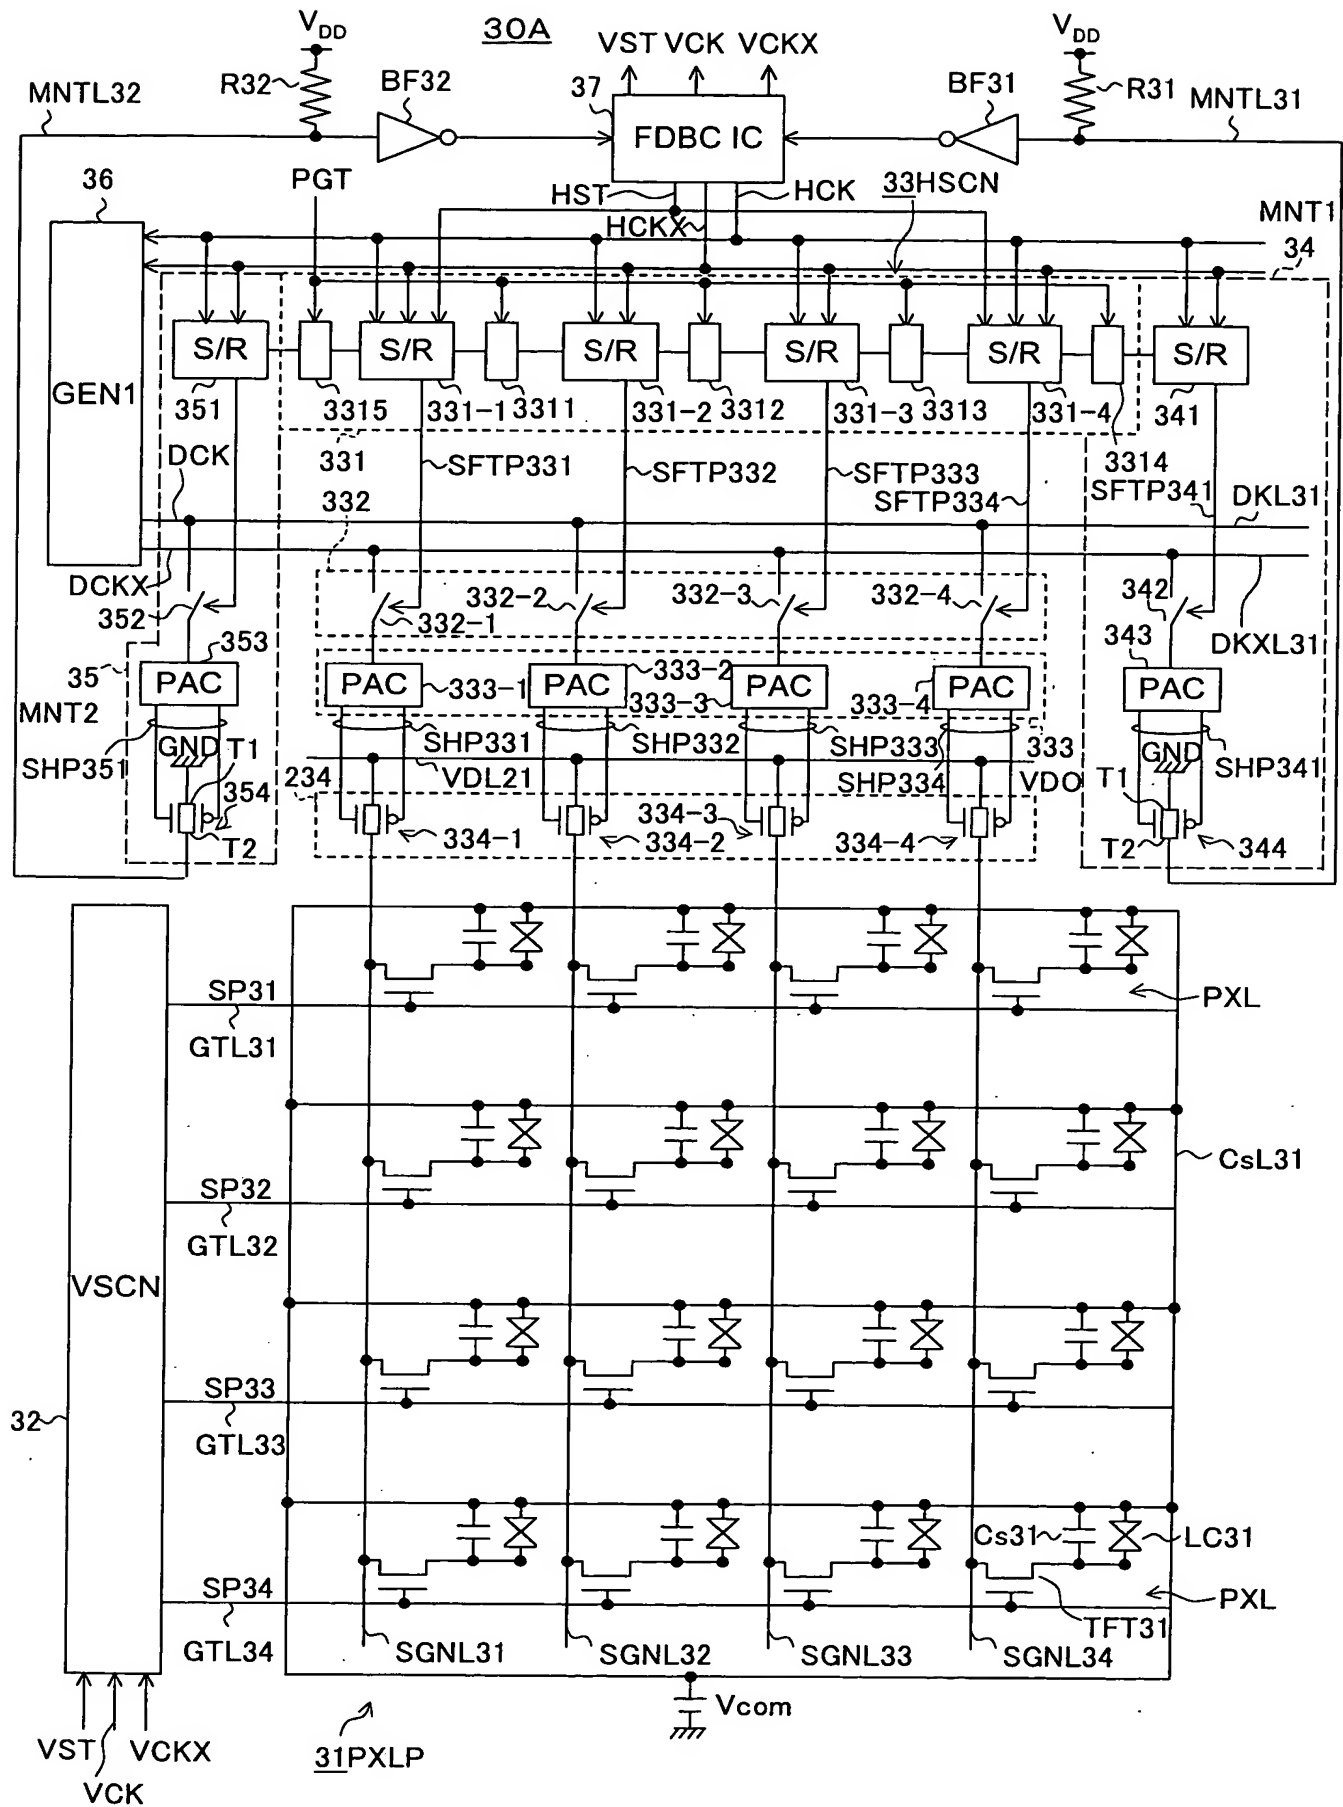 30A
VDD
VDD
VST VCK VCKX
R32
BF32
37
BF31
R31
MNTL32
MNTL31
FDBC IC
36
PGT
HST
HCK
33HSCN
HCKX
MNT1
34
GEN1
S/R
S/R
S/R
S/R
S/R
S/R
351
3315
331-1
3311
331-2
3312
331-3
3313
331-4
341
331
3314
DCK
SFTP331
SFTP332
SFTP333
SFTP334
SFTP341
DKL31
332
DCKX
352
332-1
332-2
332-3
332-4
342
DKXL31
35
353
343
PAC
PAC
PAC
PAC
PAC
PAC
333-1
333-2
333-3
333-4
MNT2
SHP351
GND
T1
SHP331
SHP332
SHP333
SHP334
333
GND
SHP341
234
VDL21
VDO
T1
354
T2
334-1
334-2
334-3
334-4
T2
344
SP31
GTL31
PXL
SP32
GTL32
CsL31
VSCN
32
SP33
GTL33
Cs31
LC31
SP34
GTL34
PXL
TFT31
SGNL31
SGNL32
SGNL33
SGNL34
Vcom
VST
VCK
VCKX
31PXLP